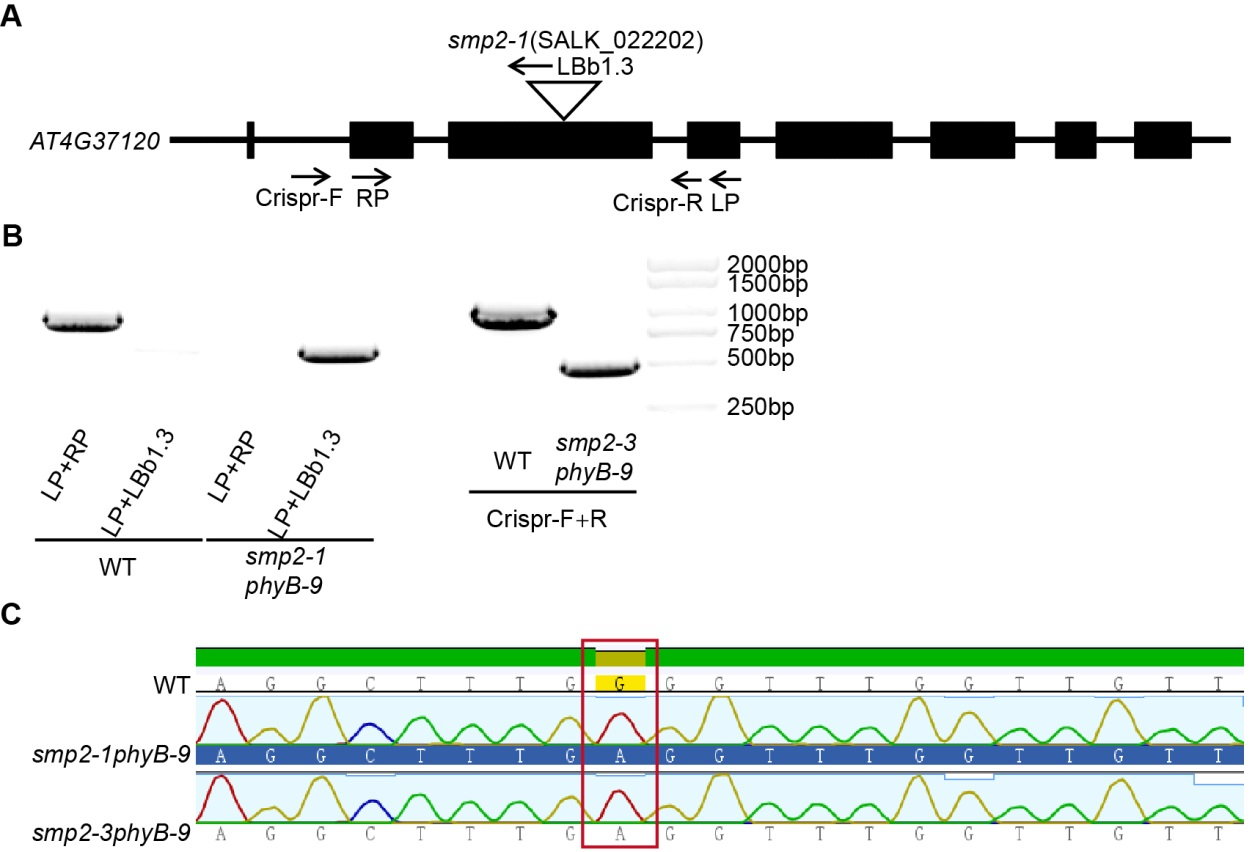 A
smp2-1(SALK_022202)
LBb1.3
AT4G37120
Crispr-F RP
Crispr-R LP
B
2000bp
1500bp
1000bp
750bp
500bp
250bp
LP+RP
LP+LBb1.3
LP+RP
LP+LBb1.3
WT
smp2-1
phyB-9
WT
smp2-3
phyB-9
Crispr-F+R
C
WT A G G C T T T G G G G T T T G G T T G T T
smp2-1phyB-9 A G G C T T T G A G G T T T G G T T G T T
smp2-3phyB-9 A G G C T T T G A G G T T T G G T T G T T